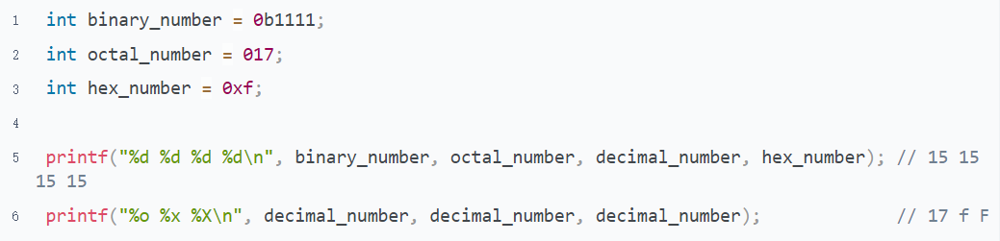 1 int binary_number = 0b1111;
2 int octal_number = 017;
3 int hex_number = 0xf;
4
5 printf("%d %d %d %d\n", binary_number, octal_number, decimal_number, hex_number); // 15 15
15 15
6 printf("%o %x %X\n", decimal_number, decimal_number, decimal_number); // 17 f F